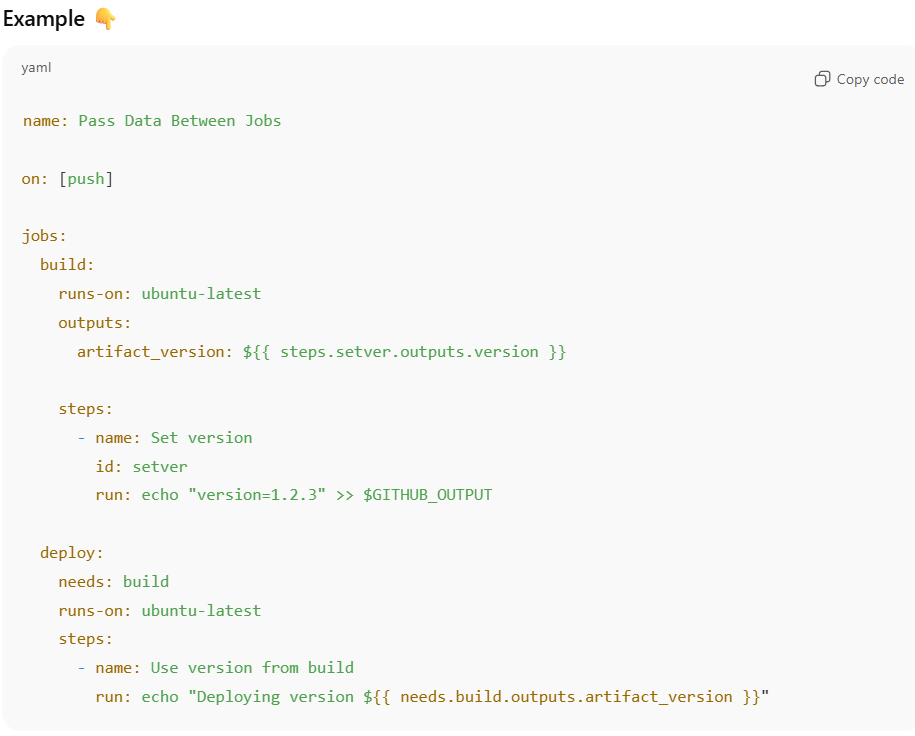 Example 👇
yaml
Copy code
name: Pass Data Between Jobs
on: [push]
jobs:
  build:
    runs-on: ubuntu-latest
    outputs:
      artifact_version: ${{ steps.setver.outputs.version }}
    steps:
      - name: Set version
        id: setver
        run: echo "version=1.2.3" >> $GITHUB_OUTPUT
  deploy:
    needs: build
    runs-on: ubuntu-latest
    steps:
      - name: Use version from build
        run: echo "Deploying version ${{ needs.build.outputs.artifact_version }}"